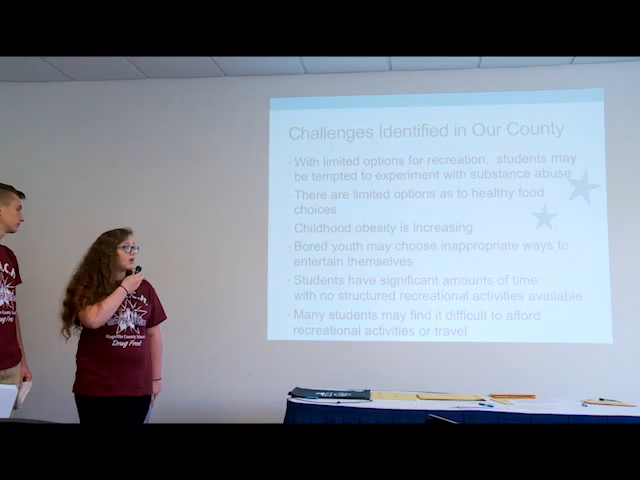 Challenges Identified in Our County
· With limited options for recreation, students may
be tempted to experiment with substance abuse
· There are limited options as to healthy food
choices
· Childhood obesity is increasing
· Bored youth may choose inappropriate ways to
entertain themselves
· Students have significant amounts of time
with no structured recreational activities available
· Many students may find it difficult to afford
recreational activities or travel
Drug Free!